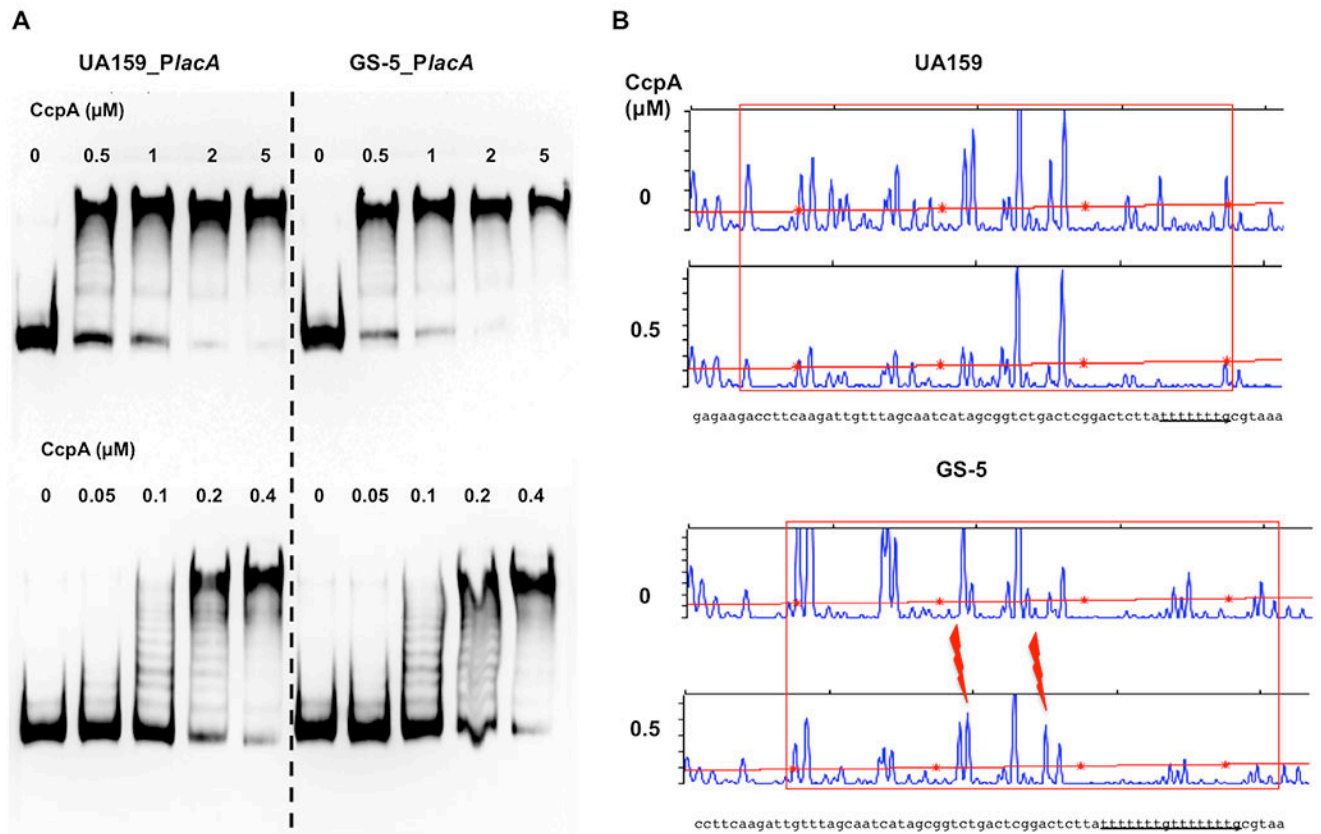 A
UA159_PlacA
GS-5_PlacA
CcpA (µM)
0 0.5 1 2 5 0 0.5 1 2 5
CcpA (µM)
0 0.05 0.1 0.2 0.4 0 0.05 0.1 0.2 0.4
B
UA159
CcpA
(µM)
0
0.5
gagaagaccttcaagattgtttagcaatcatagcggtctgactcggactcttatttttttgcgtaaa
GS-5
0
0.5
ccttcaagattgtttagcaatcatagcggtctgactcggactcttatttttttgtttttttgcgtaa